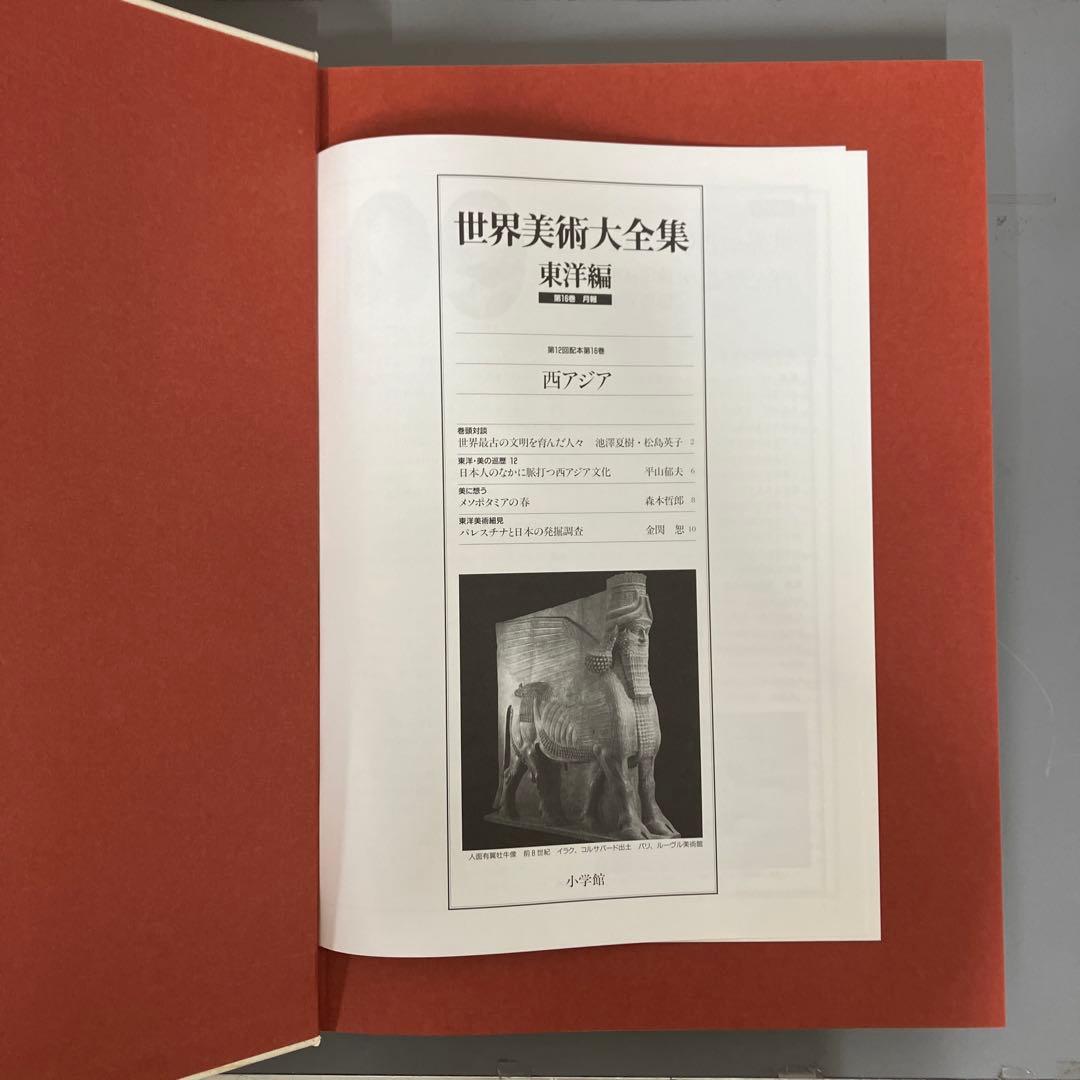 世界美術大全集
東洋編
第16巻 月報
第12回配本第16巻
西アジア
巻頭対談
世界最古の文明を育んだ人々 池澤夏樹・松島英子 2
東洋・美の巡歴 12
日本人のなかに脈打つ西アジア文化 平山郁夫 6
美に想う
メソポタミアの春 森本哲郎 8
東洋美術細見
パレスチナと日本の発掘調査 金関 恕 10
人面有翼牡牛像 前8世紀 イラク、コルサバード出土 パリ、ルーヴル美術館
小学館